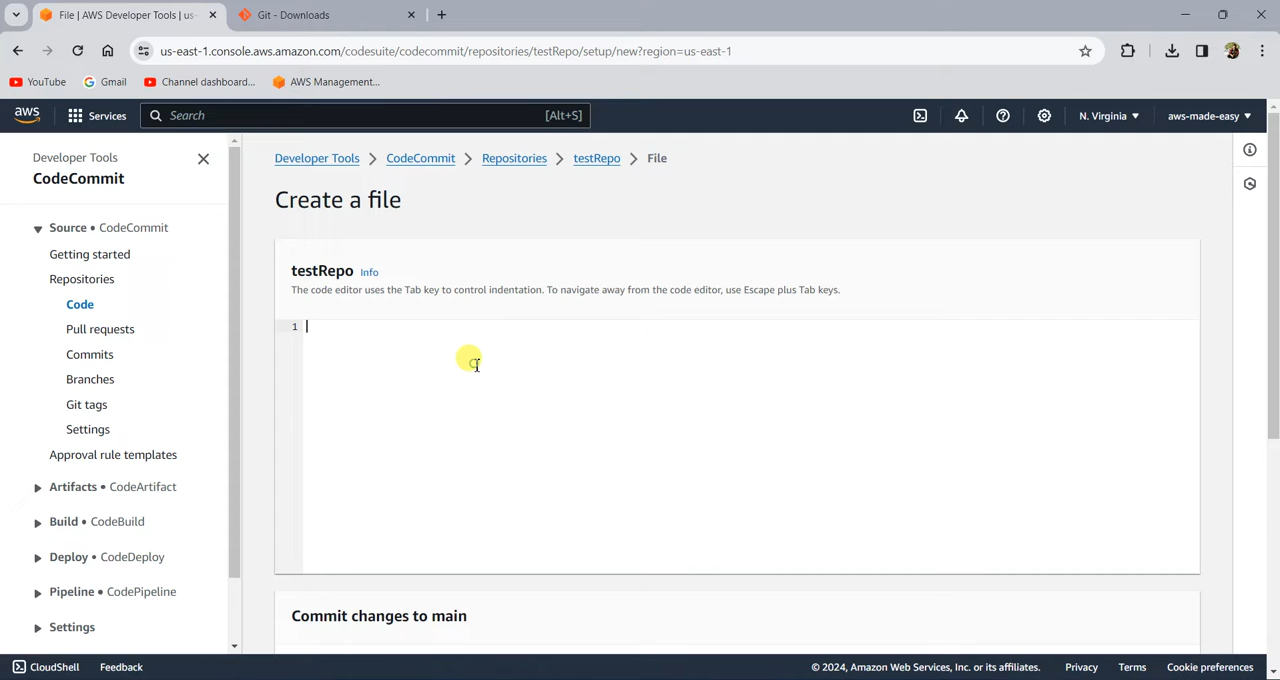 File | AWS Developer Tools | us-
Git - Downloads
us-east-1.console.aws.amazon.com/codesuite/codecommit/repositories/testRepo/setup/new?region=us-east-1
YouTube
Gmail
Channel dashboard...
AWS Management...
aws
Services
Search
[Alt+S]
N. Virginia
aws-made-easy
Developer Tools
CodeCommit
Source • CodeCommit
Getting started
Repositories
Code
Pull requests
Commits
Branches
Git tags
Settings
Approval rule templates
Artifacts • CodeArtifact
Build • CodeBuild
Deploy • CodeDeploy
Pipeline • CodePipeline
Settings
Developer Tools > CodeCommit > Repositories > testRepo > File
Create a file
testRepo Info
The code editor uses the Tab key to control indentation. To navigate away from the code editor, use Escape plus Tab keys.
1
Commit changes to main
CloudShell
Feedback
© 2024, Amazon Web Services, Inc. or its affiliates.
Privacy
Terms
Cookie preferences